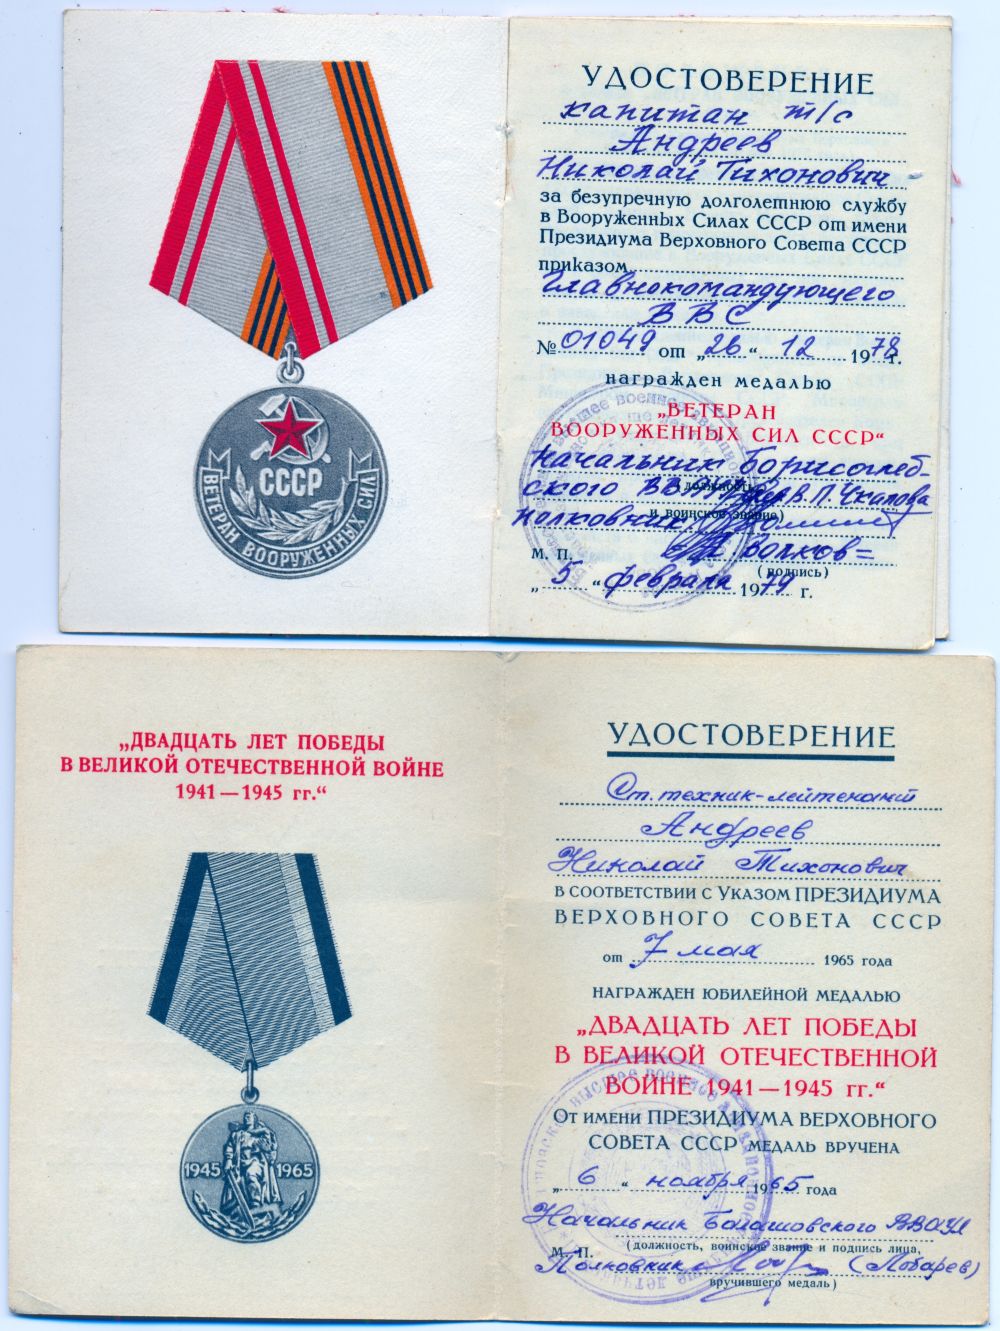 СССР
ВЕТЕРАН ВООРУЖЕННЫХ СИЛ
УДОСТОВЕРЕНИЕ
капитан т/с
Андреев
Николай Тихонович -
за безупречную долголетнюю службу
в Вооруженных Силах СССР от имени
Президиума Верховного Совета СССР
приказом
Главнокомандующего
ВВС
№ 01049 от „26“ 12 1978 г.
награжден медалью
„ВЕТЕРАН
ВООРУЖЕННЫХ СИЛ СССР“
Начальник Борисоглеб-
ского ВВАУЛ им. В. П. Чкалова
(должность
полковник
и воинское звание)
Волков=
М. П.
(подпись)
„5“ февраля 1979 г.
„ДВАДЦАТЬ ЛЕТ ПОБЕДЫ
В ВЕЛИКОЙ ОТЕЧЕСТВЕННОЙ ВОЙНЕ
1941 — 1945 гг.“
1945 1965
УДОСТОВЕРЕНИЕ
Ст. техник-лейтенант
Андреев
Николай Тихонович
В СООТВЕТСТВИИ С УКАЗОМ ПРЕЗИДИУМА
ВЕРХОВНОГО СОВЕТА СССР
от 7 мая 1965 года
НАГРАЖДЕН ЮБИЛЕЙНОЙ МЕДАЛЬЮ
„ДВАДЦАТЬ ЛЕТ ПОБЕДЫ
В ВЕЛИКОЙ ОТЕЧЕСТВЕННОЙ
ВОЙНЕ 1941 — 1945 гг.“
От имени ПРЕЗИДИУМА ВЕРХОВНОГО
СОВЕТА СССР МЕДАЛЬ ВРУЧЕНА
„6“ ноября 1965 года
Начальник Балашовского ВВАУЛ
М. П. (должность, воинское звание и подпись лица,
Полковник (Лобарев)
вручившего медаль)